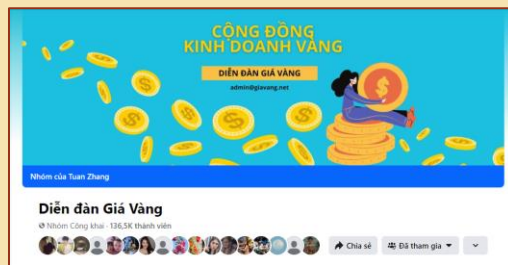 CỘNG ĐỒNG
KINH DOANH VÀNG
DIỄN ĐÀN GIÁ VÀNG
admin@giavang.net
Nhóm của Tuan Zhang
Diễn đàn Giá Vàng
Nhóm Công khai · 136,5K thành viên
Chia sẻ
Đã tham gia